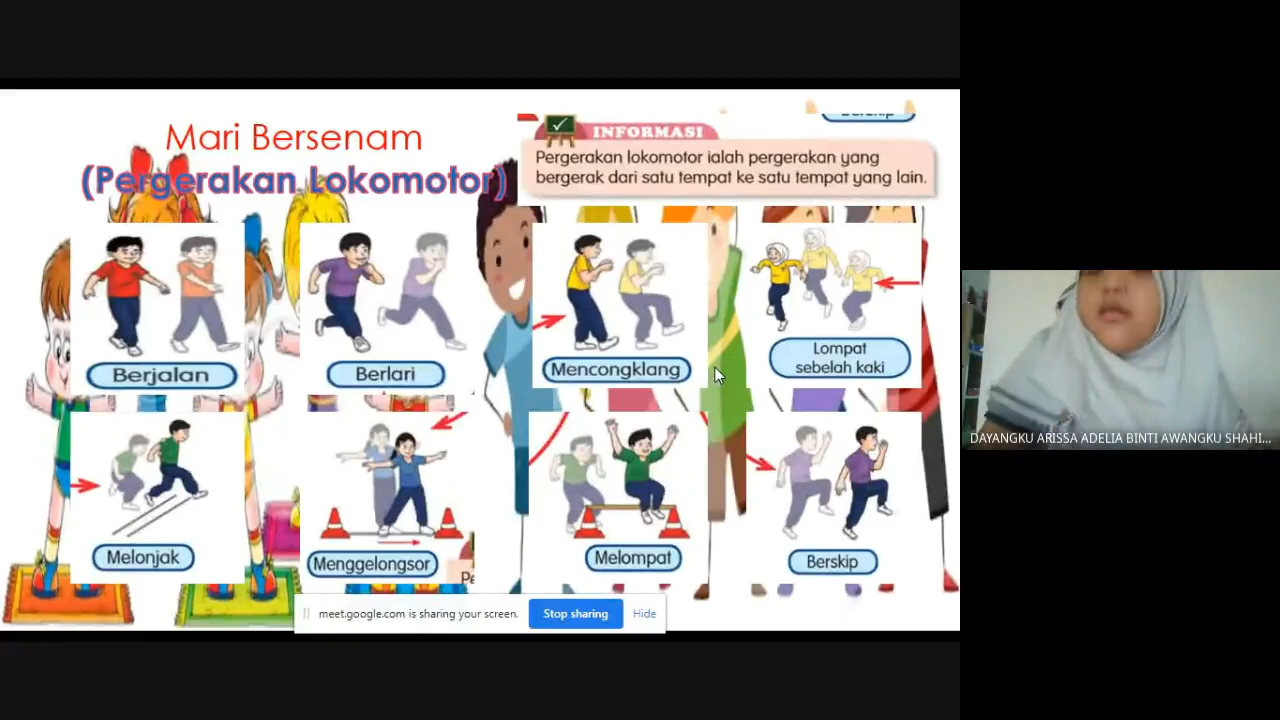 Mari Bersenam
(Pergerakan Lokomotor)
INFORMASI
Pergerakan lokomotor ialah pergerakan yang
bergerak dari satu tempat ke satu tempat yang lain.
Berjalan
Berlari
Mencongklang
Lompat
sebelah kaki
Melonjak
Menggelongsor
Melompat
Berskip
Pe
meet.google.com is sharing your screen.
Stop sharing
Hide
DAYANGKU ARISSA ADELIA BINTI AWANGKU SHAHI...